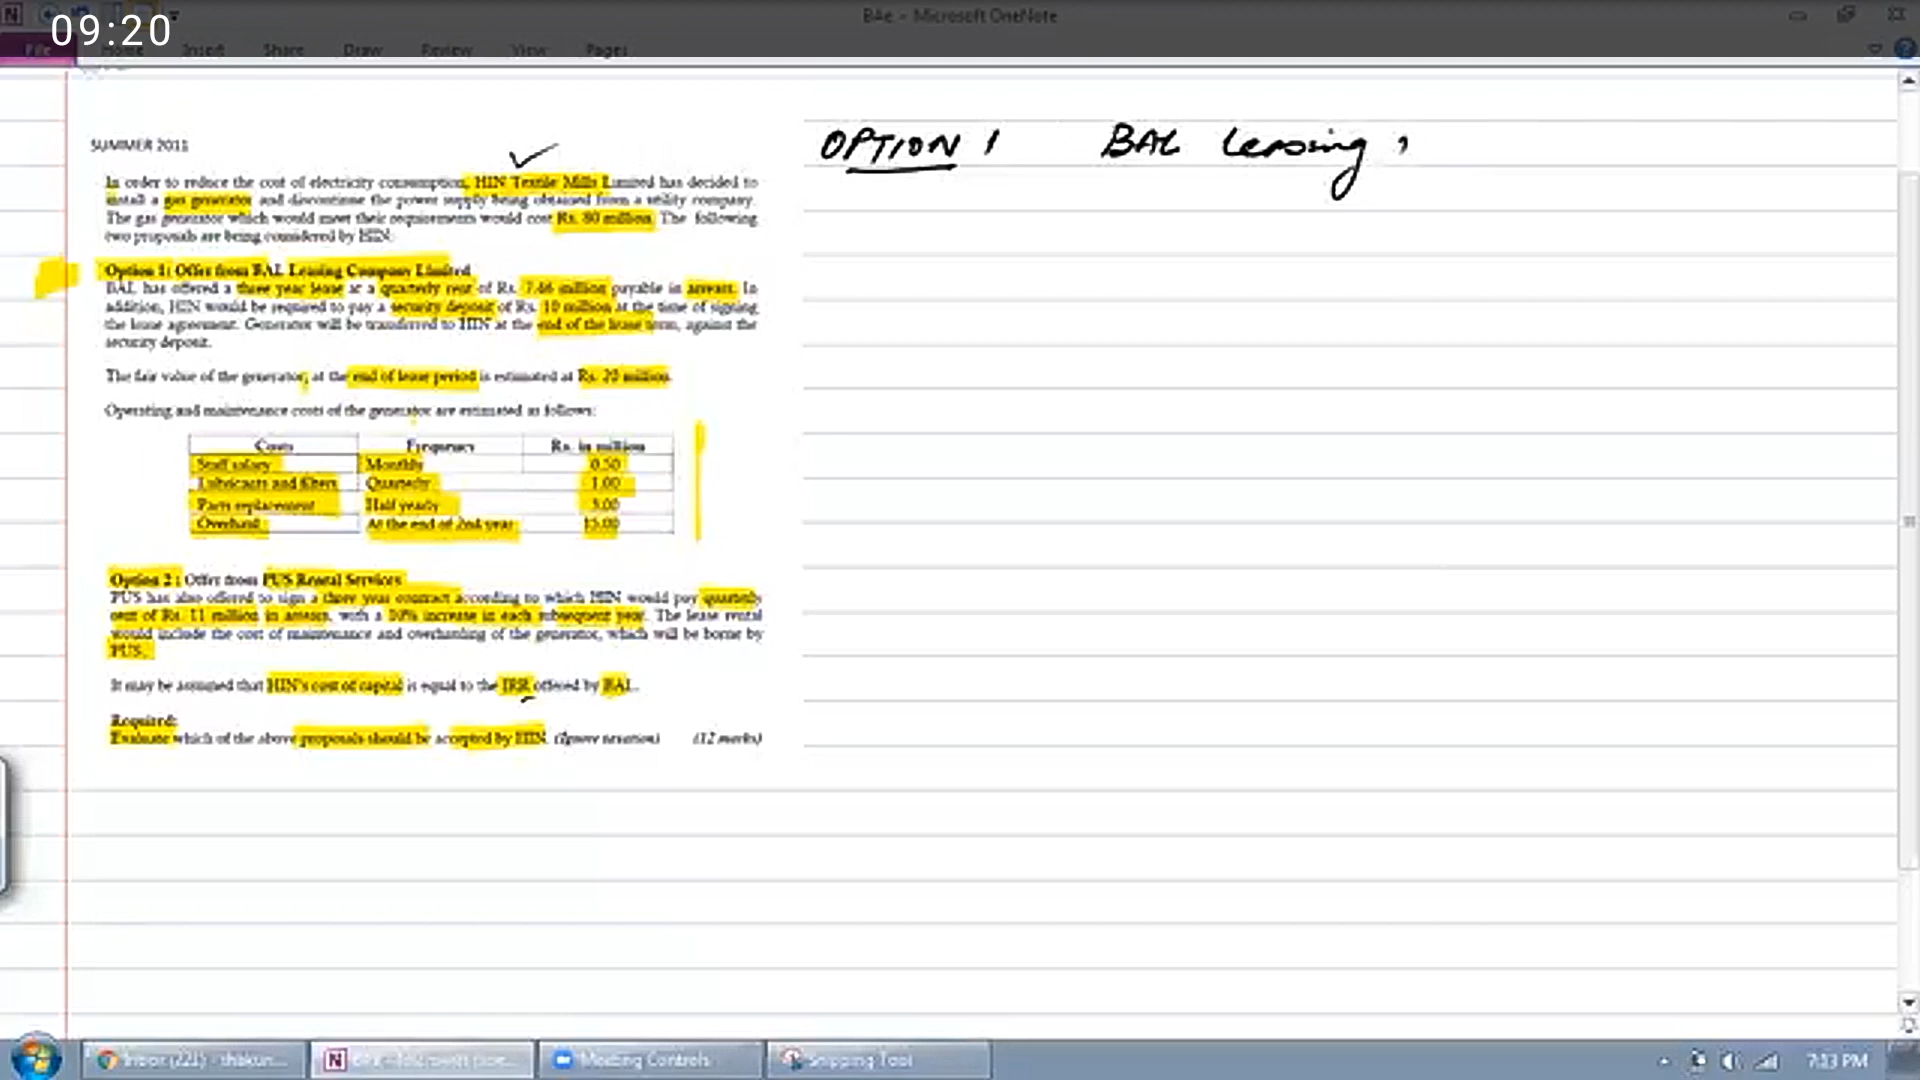 09:20
BAe - Microsoft OneNote
File Home Insert Share Draw Review View Pages
SUMMER 2011
In order to reduce the cost of electricity consumption, HIN Textile Mills Limited has decided to
install a gas generator and discontinue the power supply being obtained from a utility company.
The gas generator which would meet their requirements would cost Rs. 80 million. The following
two proposals are being considered by HIN:
Option 1: Offer from BAL Leasing Company Limited
BAL has offered a three year lease at a quarterly rent of Rs. 7.46 million payable in arrears. In
addition, HIN would be required to pay a security deposit of Rs. 10 million at the time of signing
the lease agreement. Generator will be transferred to HIN at the end of the lease term, against the
security deposit.
The fair value of the generator, at the end of lease period is estimated at Rs. 20 million.
Operating and maintenance costs of the generator are estimated as follows:
Costs Frequency Rs. in million
Staff salary Monthly 0.50
Lubricants and filters Quarterly 1.00
Parts replacement Half yearly 3.00
Overhaul At the end of 2nd year 15.00
Option 2 : Offer from PUS Rental Services
PUS has also offered to sign a three year contract according to which HIN would pay quarterly
rent of Rs. 11 million in arrears, with a 10% increase in each subsequent year. The lease rental
would include the cost of maintenance and overhauling of the generator, which will be borne by
PUS.
It may be assumed that HIN's cost of capital is equal to the IRR offered by BAL.
Required:
Evaluate which of the above proposals should be accepted by HIN. (Ignore taxation) (12 marks)
OPTION 1 BAL Leasing :
Inbox (221) - thakur...
Meeting Controls
Snipping Tool
7:13 PM